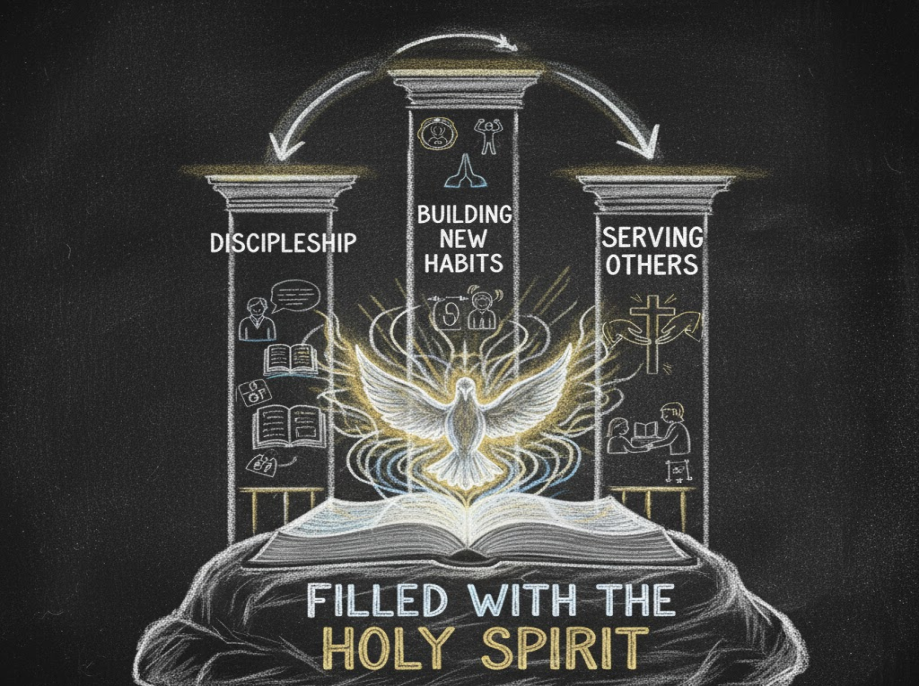 DISCIPLESHIP
BUILDING
NEW
HABITS
SERVING
OTHERS
FILLED WITH THE
HOLY SPIRIT